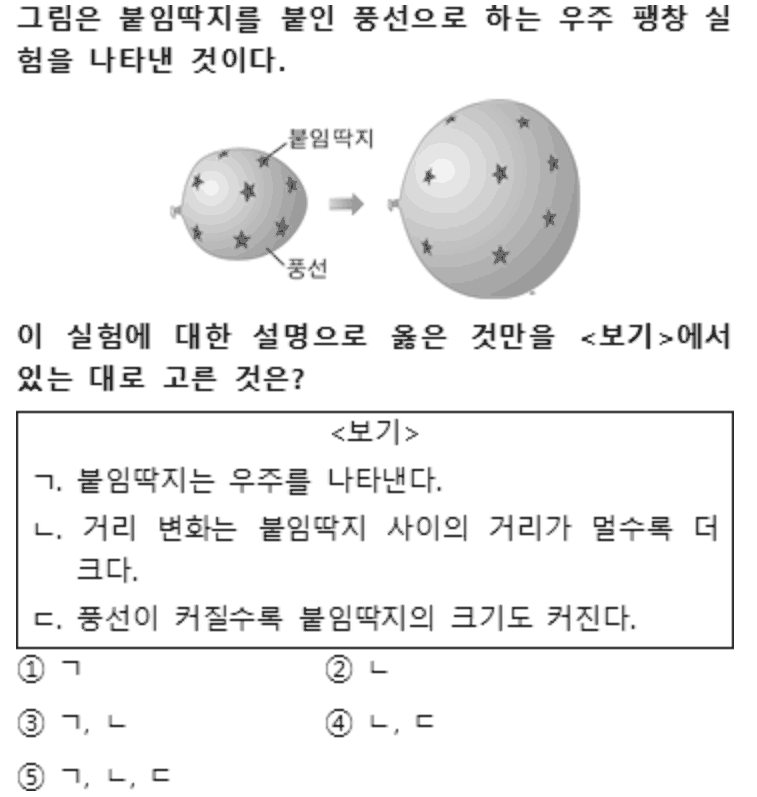 그림은 붙임딱지를 붙인 풍선으로 하는 우주 팽창 실
험을 나타낸 것이다.
붙임딱지
풍선
이 실험에 대한 설명으로 옳은 것만을 <보기>에서
있는 대로 고른 것은?
<보기>
ㄱ. 붙임딱지는 우주를 나타낸다.
ㄴ. 거리 변화는 붙임딱지 사이의 거리가 멀수록 더
크다.
ㄷ. 풍선이 커질수록 붙임딱지의 크기도 커진다.
① ㄱ ② ㄴ
③ ㄱ, ㄴ ④ ㄴ, ㄷ
⑤ ㄱ, ㄴ, ㄷ